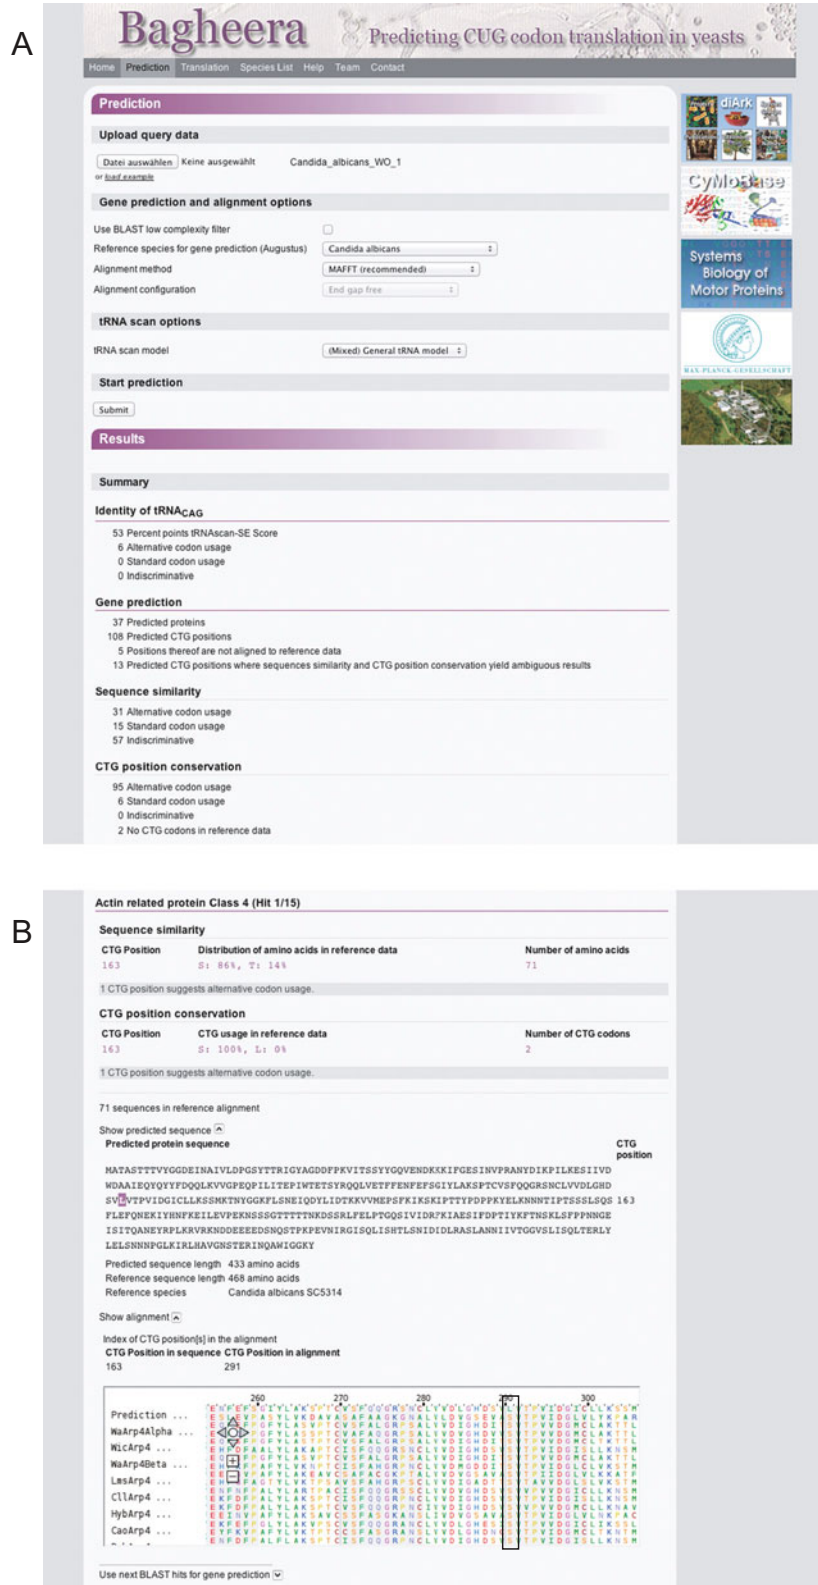 A
Bagheera
Predicting CUG codon translation in yeasts
Home Prediction Translation Species List Help Team Contact
Prediction
Upload query data
Datei auswählen Keine ausgewählt Candida_albicans_WO_1
or load example
Gene prediction and alignment options
Use BLAST low complexity filter
Reference species for gene prediction (Augustus) Candida albicans
Alignment method MAFFT (recommended)
Alignment configuration End gap free
tRNA scan options
tRNA scan model (Mixed) General tRNA model
Start prediction
Submit
diArk
CyMoBase
Systems
Biology of
Motor Proteins
MAX-PLANCK-GESELLSCHAFT
Results
Summary
Identity of tRNACAG
53 Percent points tRNAscan-SE Score
6 Alternative codon usage
0 Standard codon usage
0 Indiscriminative
Gene prediction
37 Predicted proteins
108 Predicted CTG positions
5 Positions thereof are not aligned to reference data
13 Predicted CTG positions where sequences similarity and CTG position conservation yield ambiguous results
Sequence similarity
31 Alternative codon usage
15 Standard codon usage
57 Indiscriminative
CTG position conservation
95 Alternative codon usage
6 Standard codon usage
0 Indiscriminative
2 No CTG codons in reference data
B
Actin related protein Class 4 (Hit 1/15)
Sequence similarity
CTG Position Distribution of amino acids in reference data Number of amino acids
163 S: 86%, T: 14% 71
1 CTG position suggests alternative codon usage.
CTG position conservation
CTG Position CTG usage in reference data Number of CTG codons
163 S: 100%, L: 0% 2
1 CTG position suggests alternative codon usage.
71 sequences in reference alignment
Show predicted sequence
Predicted protein sequence CTG position
MATASTTTVYGGDEINAIVLDPGSYTTRIGYAGDDFPKVITSSYYGQVENDKKKIFGESINVPRANYDIKPILKESIIVD
WDAAIEQYQYYFDQQLKVVGPEQPILITEPIWTETSYRQQLVETFFENFEFSGIYLAKSPTCVSFQQGRSNCLVVDLGHD
SVLVTPVIDGICLLKSSMKTNYGGKFLSNEIQDYLIDTKKVVMEPSFKIKSKIPTTYPDPPKYELKNNNTIPTSSSLSQS 163
FLEFQNEKIYHNFKEILEVPEKNSSSGTTTTNKDSSRLFELPTGQSIVIDRFKIAESIFDPTIYKFTNSKLSFPPNNGE
ISITQANEYRPLKRVRKNDDEEEEDSNQSTPKPEVNIRGISQLISHTLSNIDIDLRASLANNIIVTGGVSLISQLTERLY
LELSNNNPGLKIRLHAVGNSTERINQAWIGGKY
Predicted sequence length 433 amino acids
Reference sequence length 468 amino acids
Reference species Candida albicans SC5314
Show alignment
Index of CTG position[s] in the alignment
CTG Position in sequence CTG Position in alignment
163 291
260 270 280 290 300
Prediction ...
WaArp4Alpha ...
WicArp4 ...
WaArp4Beta ...
LmsArp4 ...
CllArp4 ...
HybArp4 ...
CaoArp4 ...
Use next BLAST hits for gene prediction